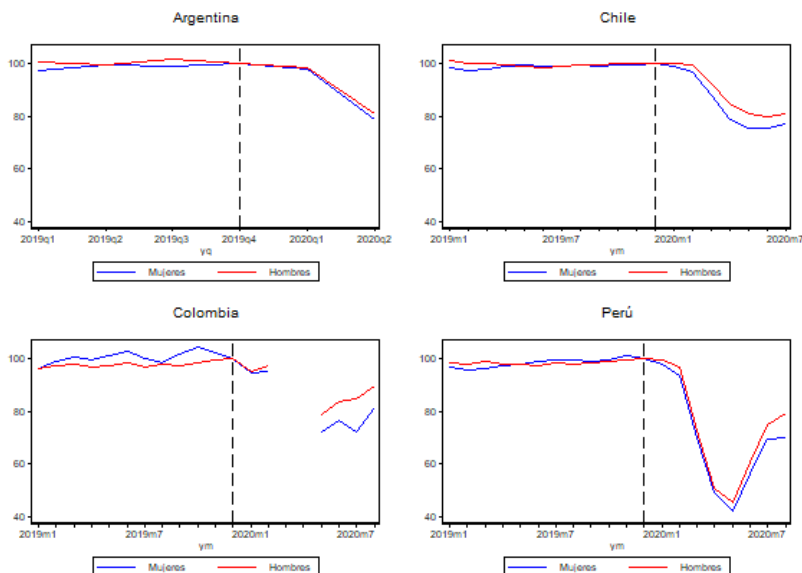 Argentina
100
80
60
40
2019q1 2019q2 2019q3 2019q4 2020q1 2020q2
yq
Mujeres Hombres
Chile
100
80
60
40
2019m1 2019m7 2020m1 2020m7
ym
Mujeres Hombres
Colombia
100
80
60
40
2019m1 2019m7 2020m1 2020m7
ym
Mujeres Hombres
Perú
100
80
60
40
2019m1 2019m7 2020m1 2020m7
ym
Mujeres Hombres